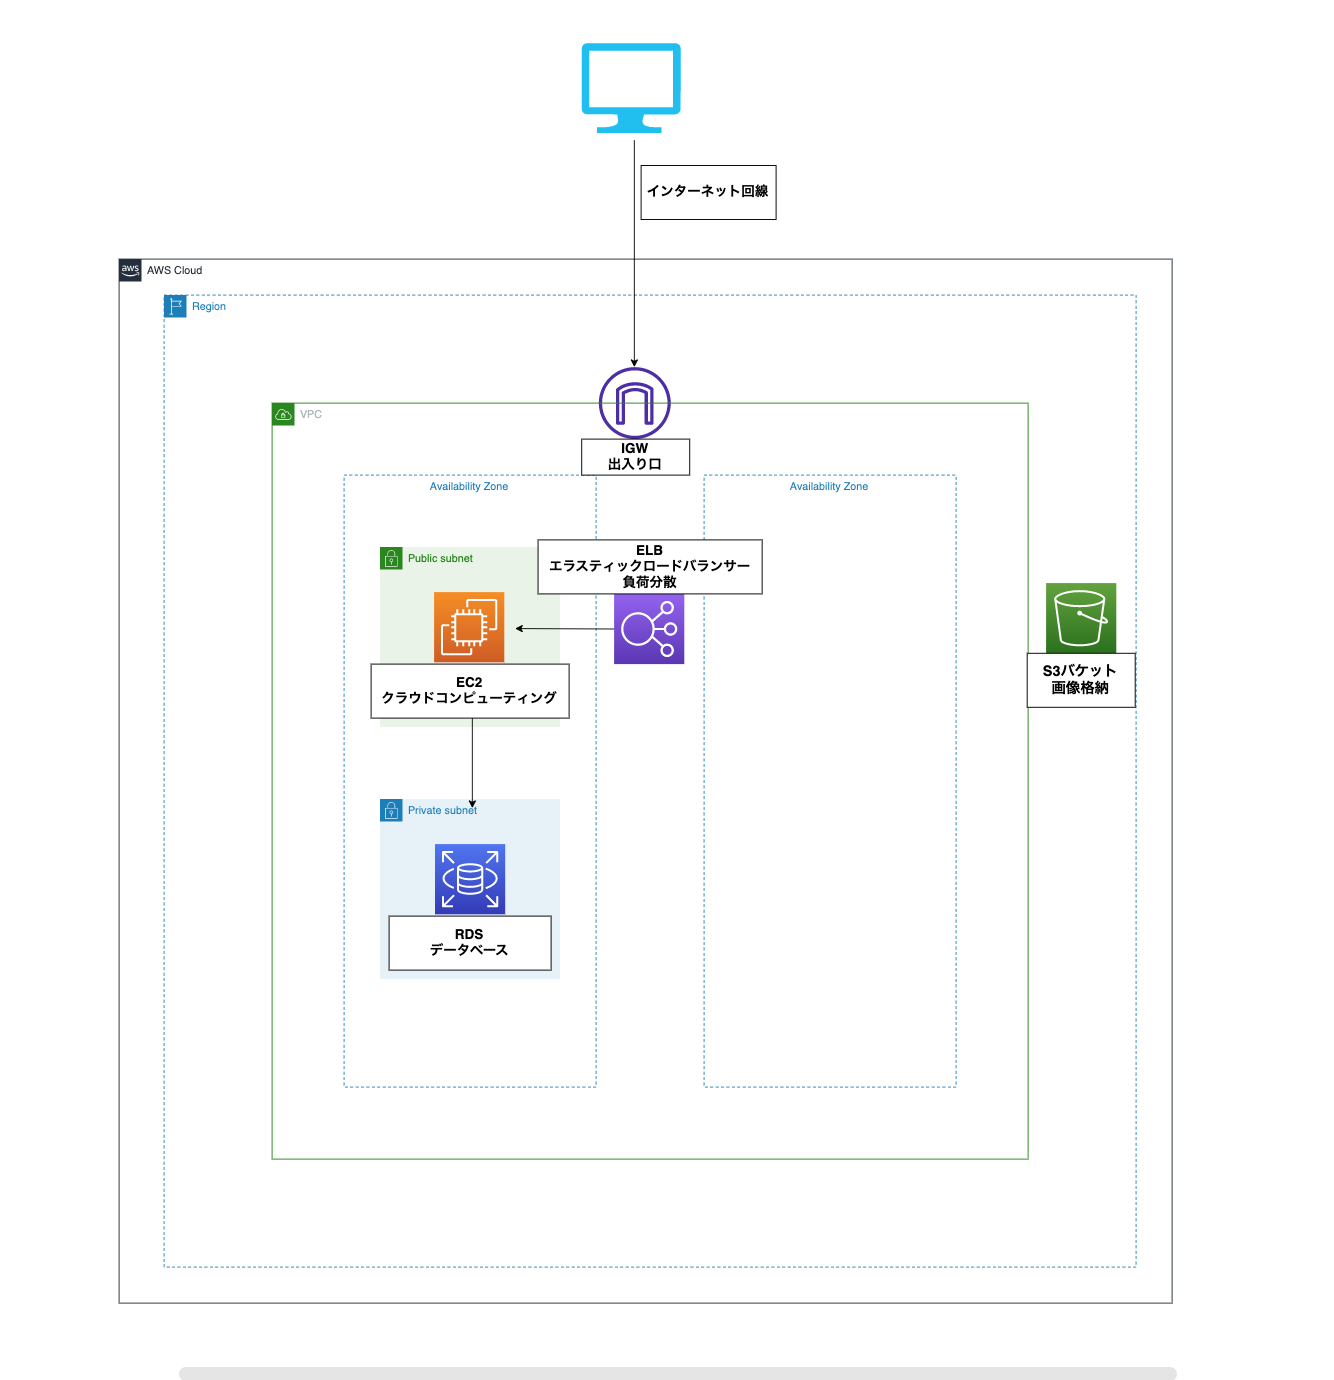 インターネット回線
aws
AWS Cloud
Region
VPC
IGW
出入り口
Availability Zone
Availability Zone
Public subnet
ELB
エラスティックロードバランサー
負荷分散
EC2
クラウドコンピューティング
S3バケット
画像格納
Private subnet
RDS
データベース